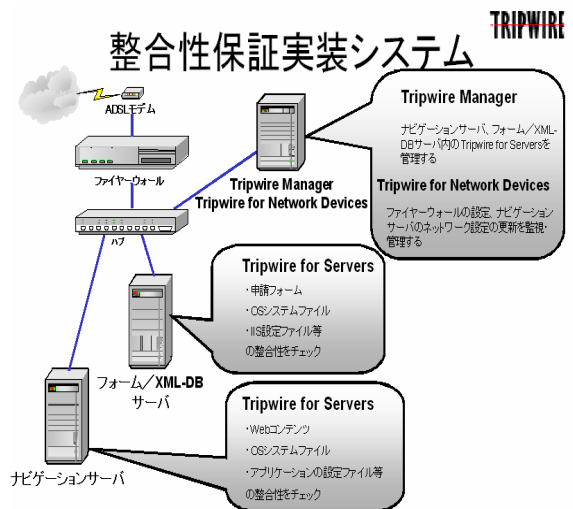 TRIPWIRE
整合性保証実装システム
ADSLモデム
ファイヤーウォール
ハブ
Tripwire Manager
Tripwire for Network Devices
Tripwire Manager
ナビゲーションサーバ、フォーム／XML-
DBサーバ内のTripwire for Serversを
管理する
Tripwire for Network Devices
ファイヤーウォールの設定、ナビゲーション
サーバのネットワーク設定の更新を監視・
管理する
Tripwire for Servers
・申請フォーム
・OSシステムファイル
・IIS設定ファイル等
の整合性をチェック
フォーム／XML-DB
サーバ
Tripwire for Servers
・Webコンテンツ
・OSシステムファイル
・アプリケーションの設定ファイル等
の整合性をチェック
ナビゲーションサーバ